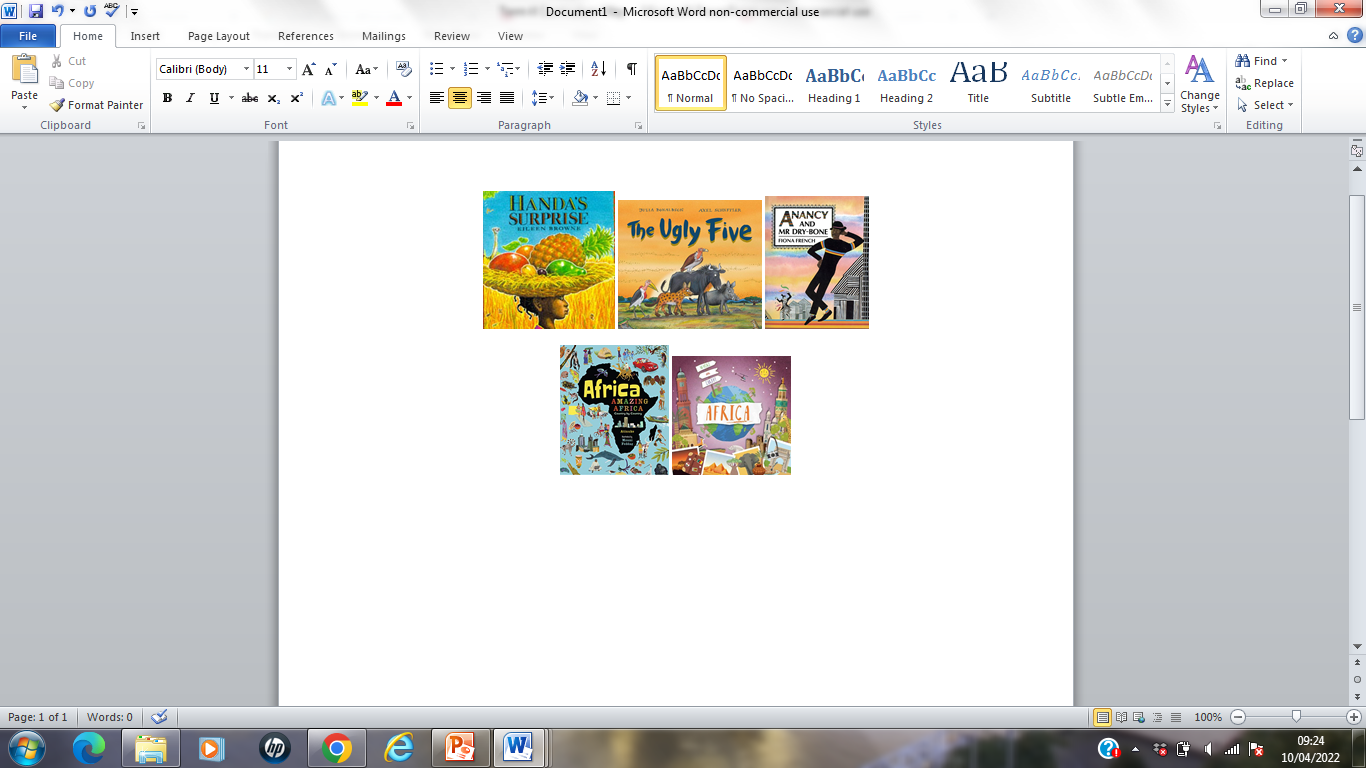 Document1 - Microsoft Word non-commercial use
File Home Insert Page Layout References Mailings Review View
Paste
Cut
Copy
Format Painter
Clipboard
Calibri (Body) 11
Font
Paragraph
AaBbCcDc AaBbCcDc AaBbCc AaBbCc AaB AaBbCc. AaBbCcDc
¶ Normal ¶ No Spaci... Heading 1 Heading 2 Title Subtitle Subtle Em...
Styles
Change
Styles
Find
Replace
Select
Editing
HANDA'S
SURPRISE
EILEEN BROWNE
JULIA DONALDSON AXEL SCHEFFLER
The Ugly Five
ANANCY
AND
MR DRY-BONE
FIONA FRENCH
Africa
AMAZING
AFRICA
Country by Country
Atinuke
AFRICA
Page: 1 of 1 Words: 0
100%
09:24
10/04/2022